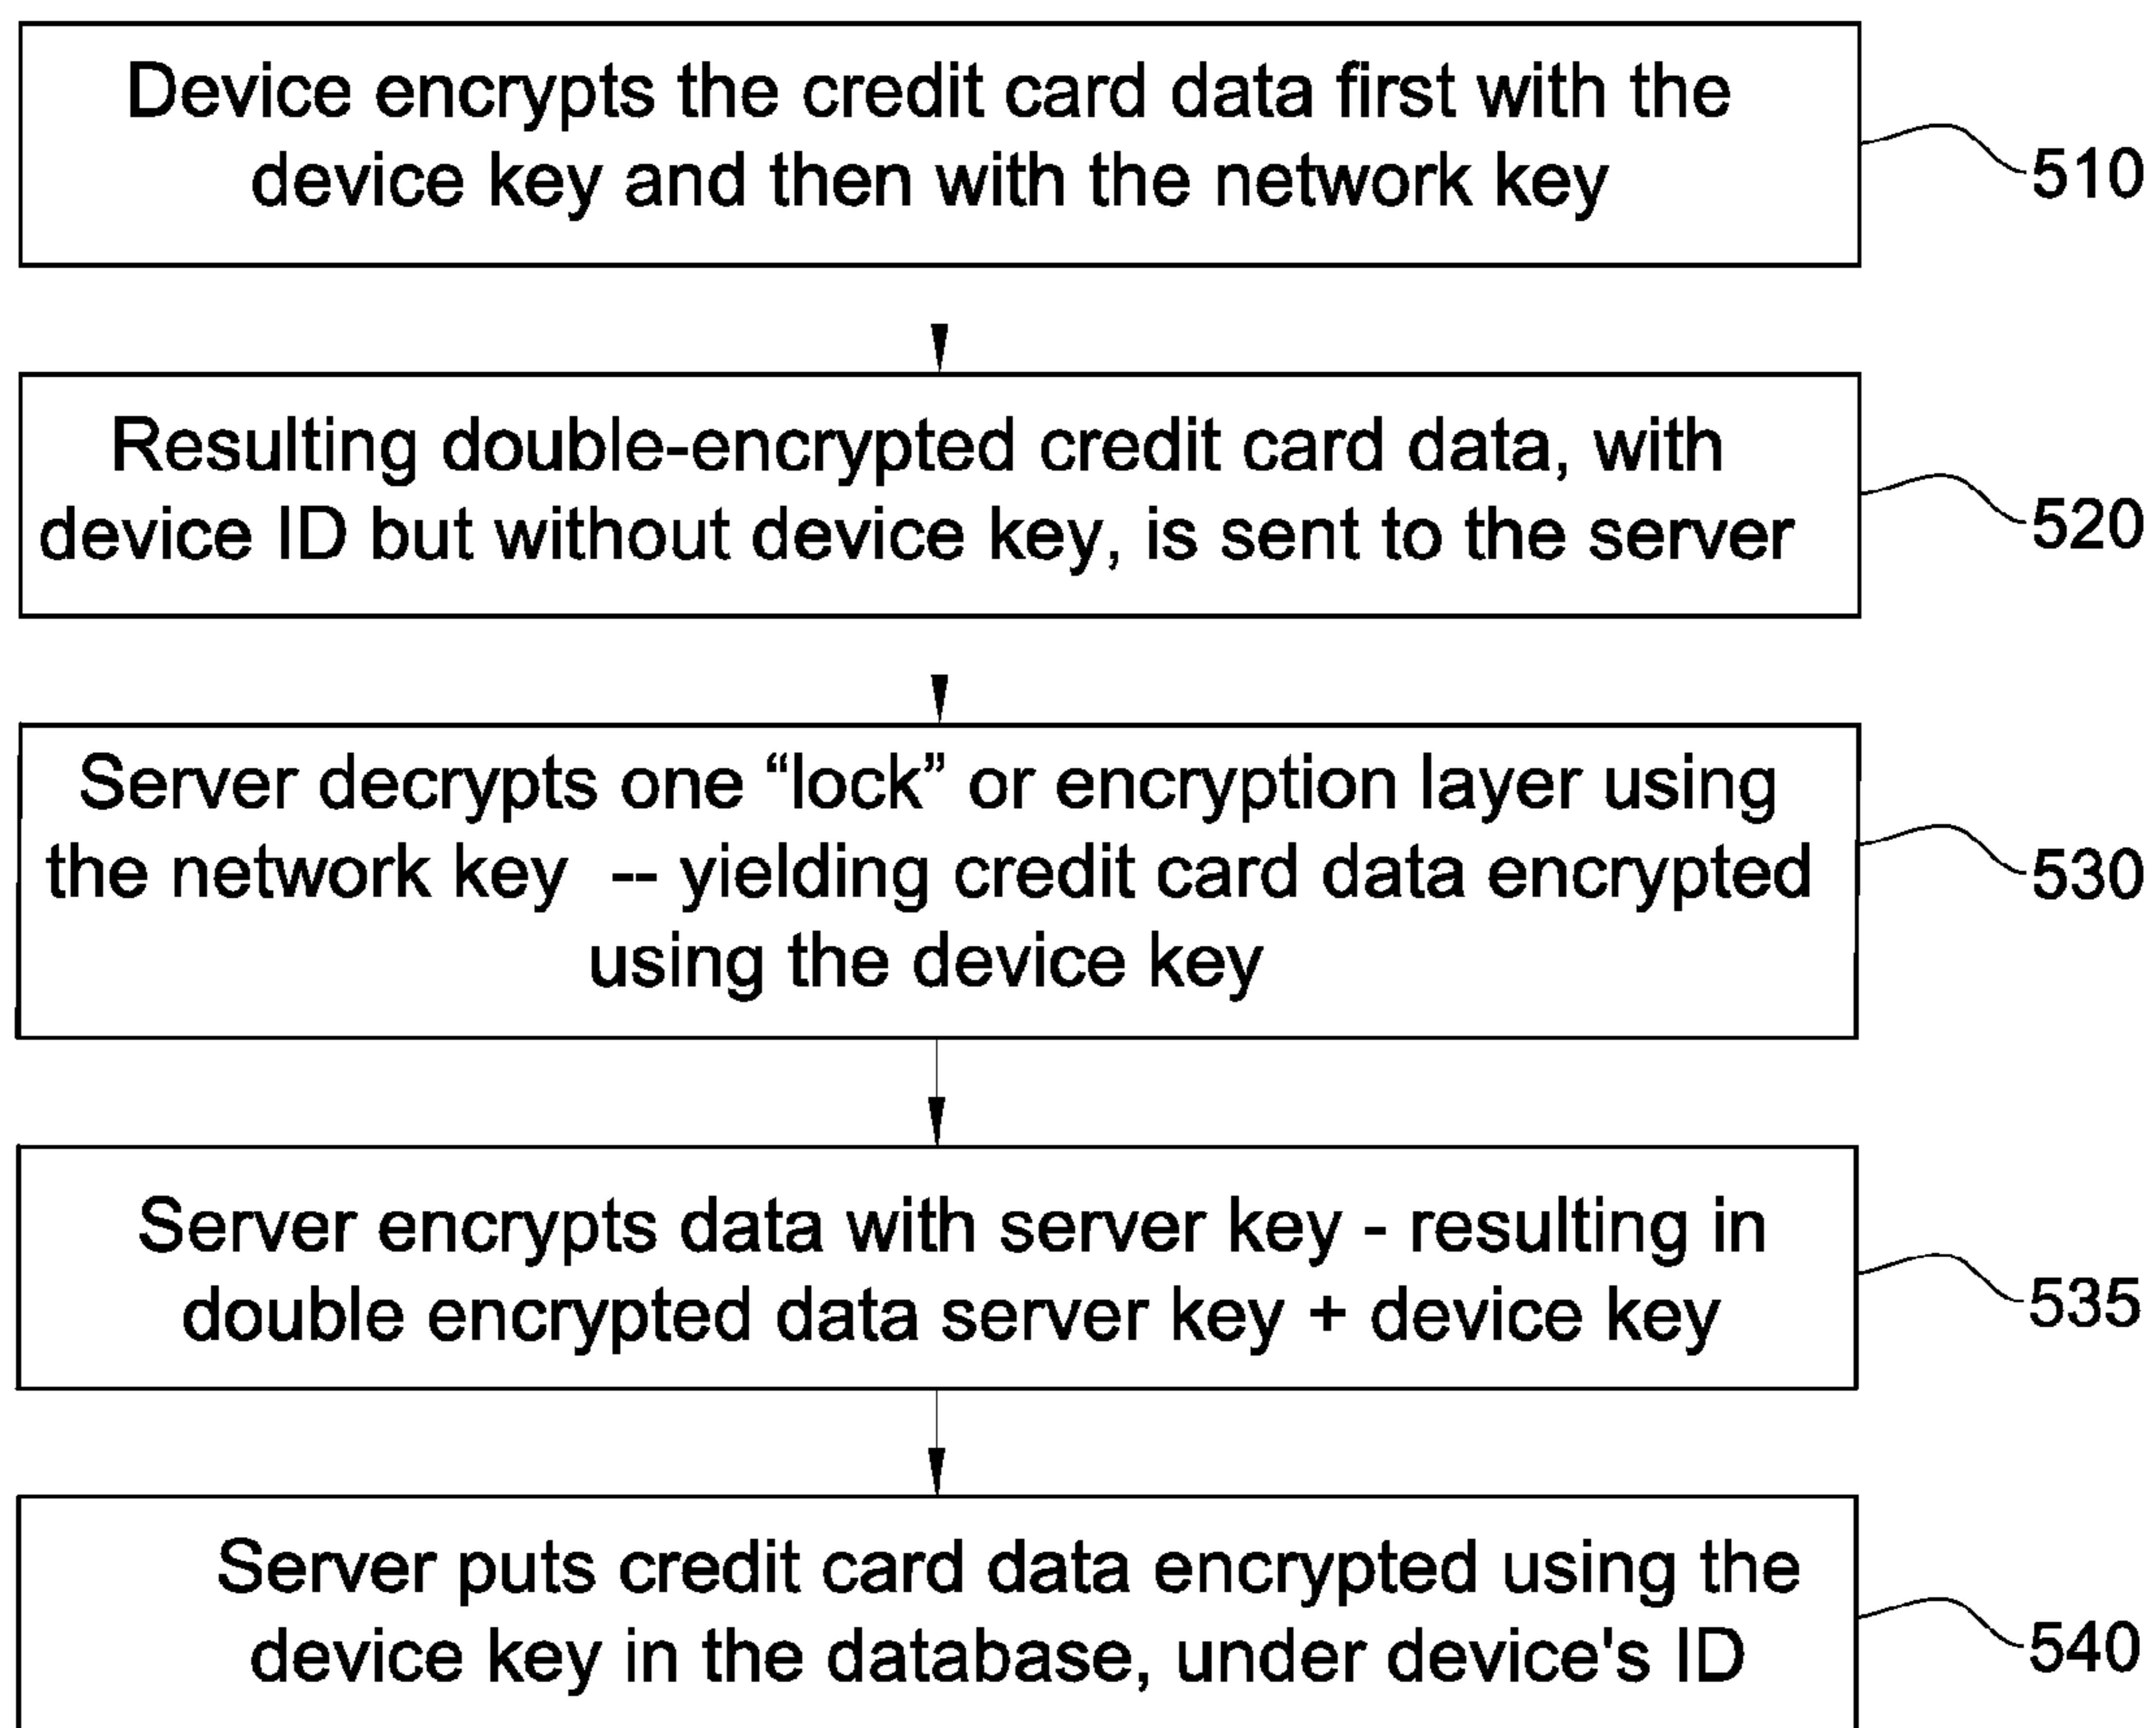 Device encrypts the credit card data first with the
device key and then with the network key
510
Resulting double-encrypted credit card data, with
device ID but without device key, is sent to the server
520
Server decrypts one “lock” or encryption layer using
the network key -- yielding credit card data encrypted
using the device key
530
Server encrypts data with server key - resulting in
double encrypted data server key + device key
535
Server puts credit card data encrypted using the
device key in the database, under device's ID
540